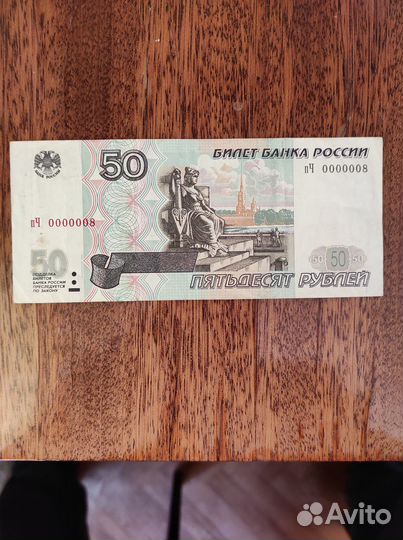 50
БИЛЕТ БАНКА РОССИИ
пЧ 0000008
пЧ 0000008
50
ПОДДЕЛКА
БИЛЕТОВ
БАНКА РОССИИ
ПРЕСЛЕДУЕТСЯ
ПО ЗАКОНУ
50 50 50
ПЯТЬДЕСЯТ РУБЛЕЙ
Avito